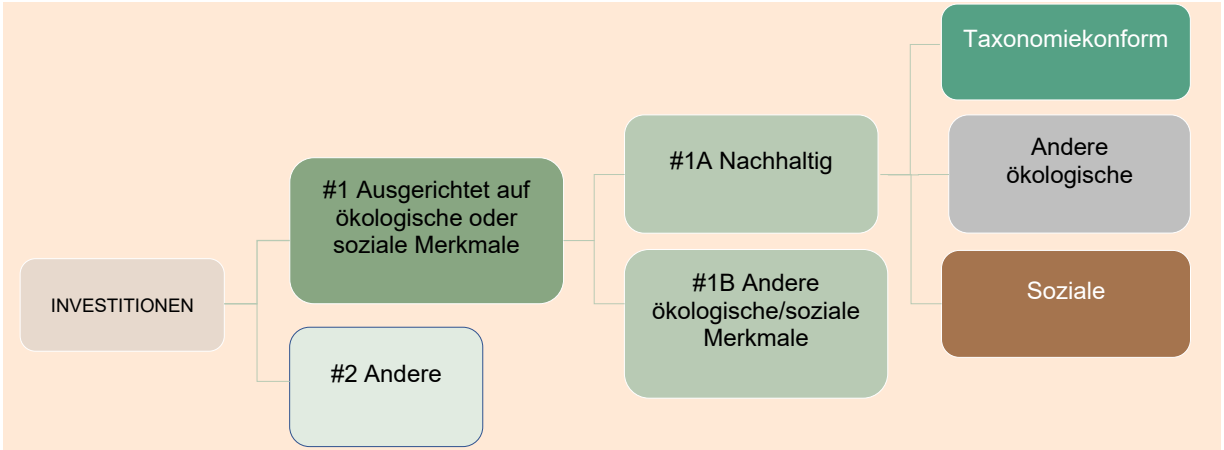 INVESTITIONEN
#1 Ausgerichtet auf
ökologische oder
soziale Merkmale
#2 Andere
#1A Nachhaltig
#1B Andere
ökologische/soziale
Merkmale
Taxonomiekonform
Andere
ökologische
Soziale